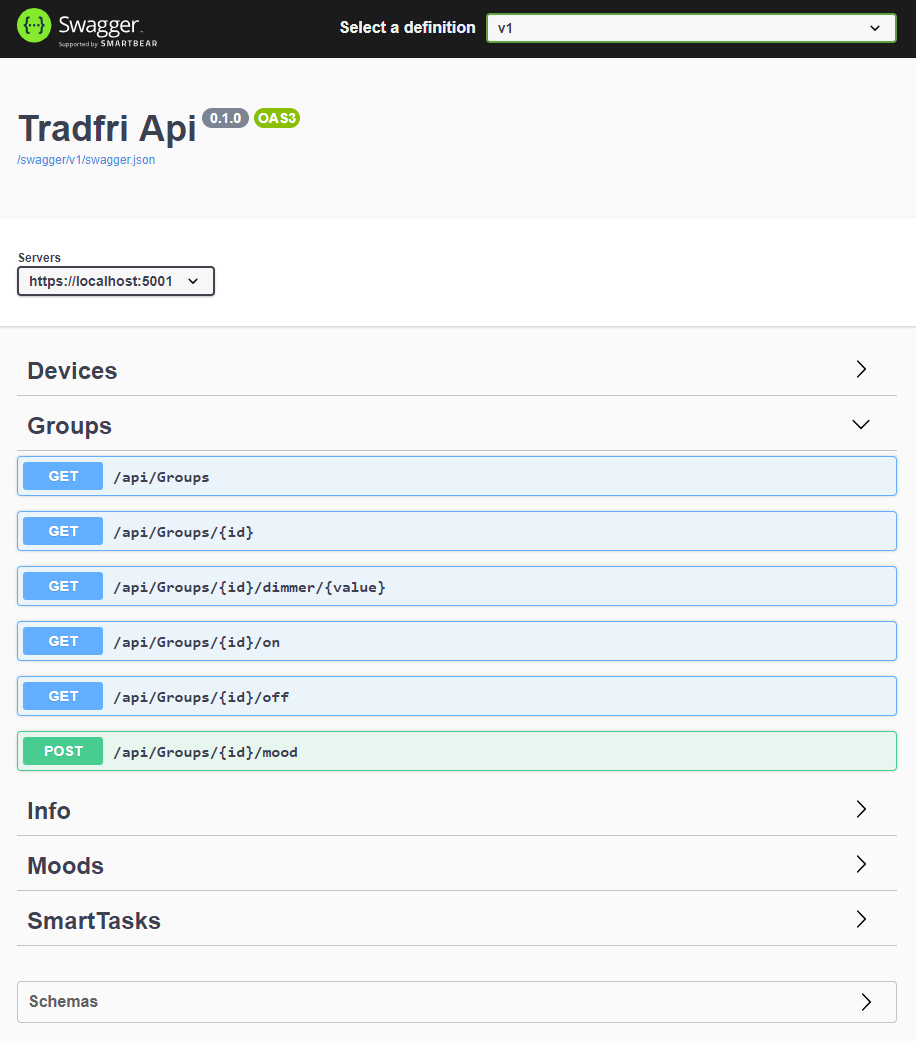 Swagger.
Supported by SMARTBEAR
Select a definition
v1
Tradfri Api 0.1.0 OAS3
/swagger/v1/swagger.json
Servers
https://localhost:5001
Devices
Groups
GET /api/Groups
GET /api/Groups/{id}
GET /api/Groups/{id}/dimmer/{value}
GET /api/Groups/{id}/on
GET /api/Groups/{id}/off
POST /api/Groups/{id}/mood
Info
Moods
SmartTasks
Schemas